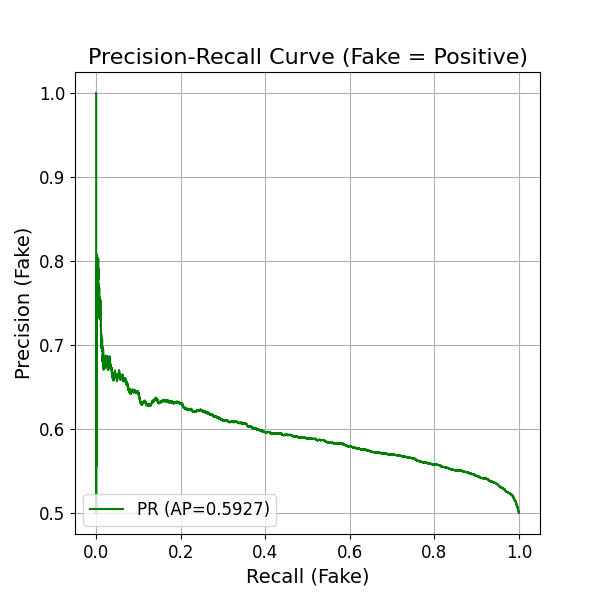 Precision-Recall Curve (Fake = Positive)
Precision (Fake)
1.0
0.9
0.8
0.7
0.6
0.5
PR (AP=0.5927)
0.0 0.2 0.4 0.6 0.8 1.0
Recall (Fake)